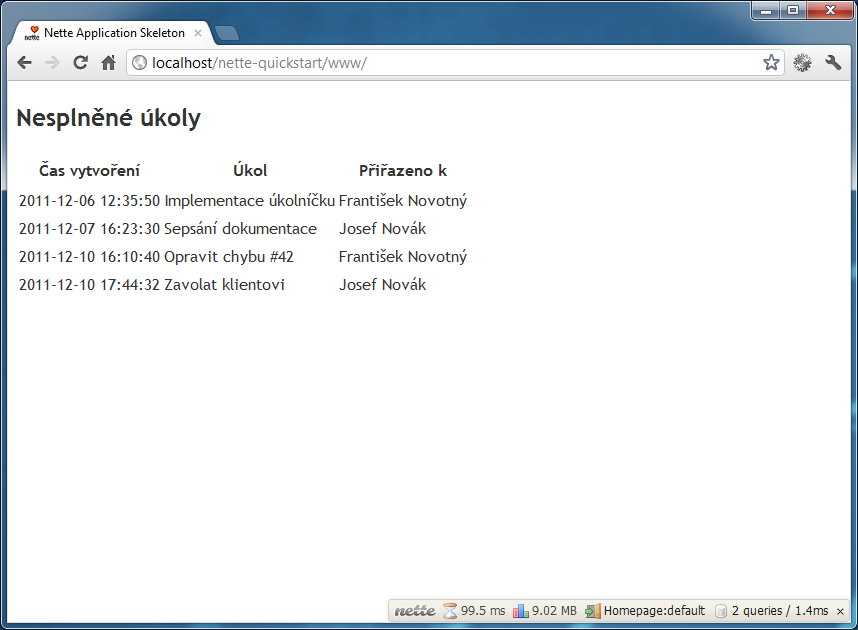 Nette Application Skeleton
localhost/nette-quickstart/www/
Nesplněné úkoly
Čas vytvoření Úkol Přiřazeno k
2011-12-06 12:35:50 Implementace úkolníčku František Novotný
2011-12-07 16:23:30 Sepsání dokumentace Josef Novák
2011-12-10 16:10:40 Opravit chybu #42 František Novotný
2011-12-10 17:44:32 Zavolat klientovi Josef Novák
nette 99.5 ms 9.02 MB Homepage:default 2 queries / 1.4ms ×